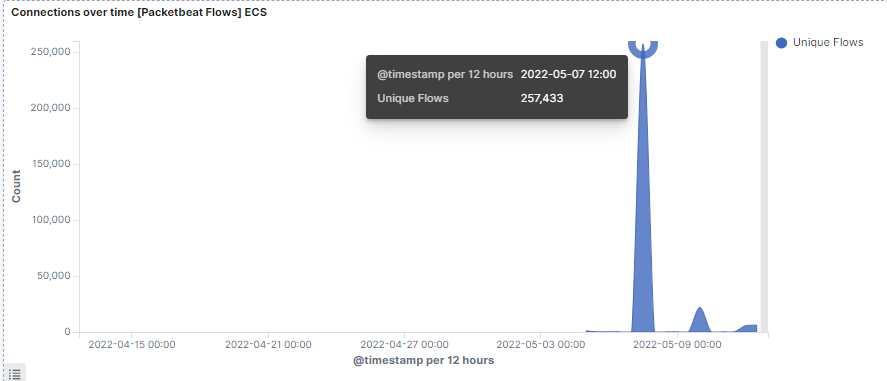 Connections over time [Packetbeat Flows] ECS
250,000
200,000
150,000
100,000
50,000
0
Count
@timestamp per 12 hours 2022-05-07 12:00
Unique Flows 257,433
Unique Flows
2022-04-15 00:00 2022-04-21 00:00 2022-04-27 00:00 2022-05-03 00:00 2022-05-09 00:00
@timestamp per 12 hours